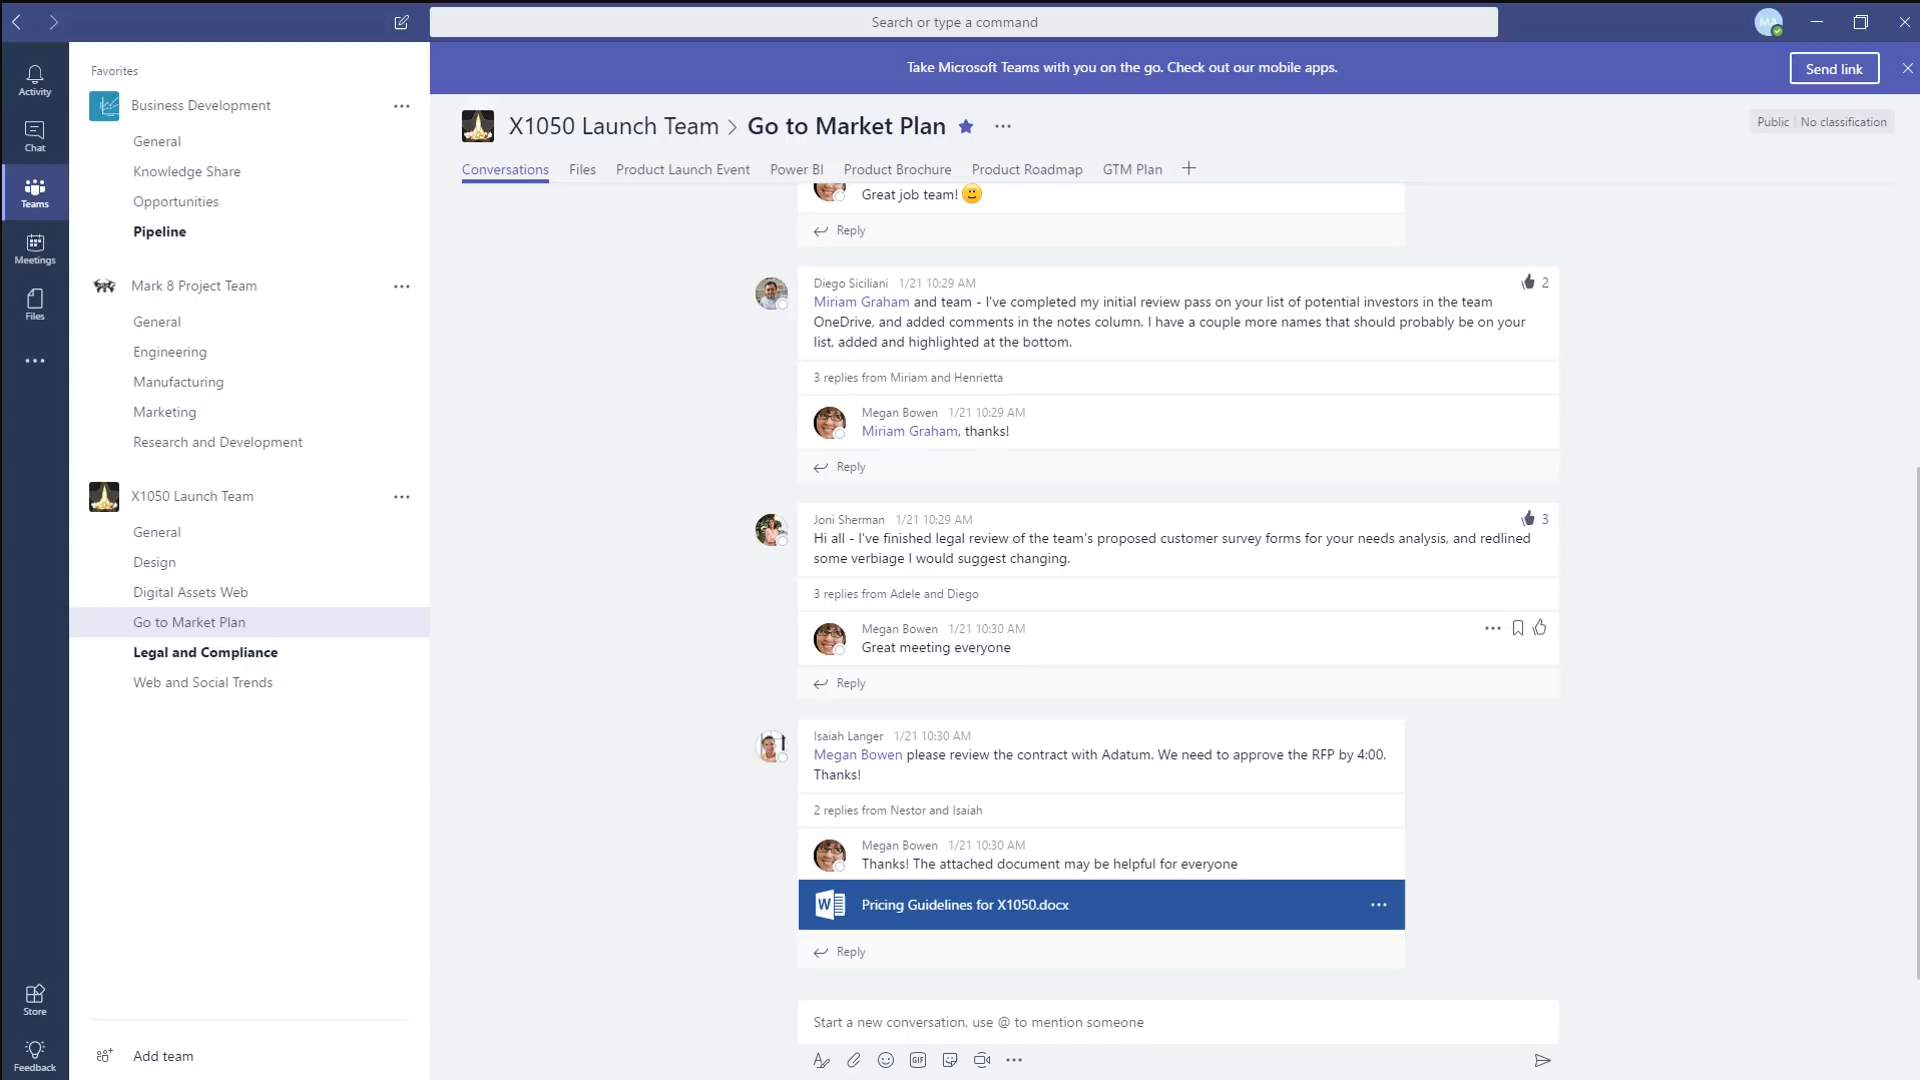 Search or type a command
MA
Take Microsoft Teams with you on the go. Check out our mobile apps.
Send link
Activity
Chat
Teams
Meetings
Files
Store
Feedback
Favorites
Business Development
General
Knowledge Share
Opportunities
Pipeline
Mark 8 Project Team
General
Engineering
Manufacturing
Marketing
Research and Development
X1050 Launch Team
General
Design
Digital Assets Web
Go to Market Plan
Legal and Compliance
Web and Social Trends
Add team
X1050 Launch Team > Go to Market Plan
Public | No classification
Conversations Files Product Launch Event Power BI Product Brochure Product Roadmap GTM Plan
Great job team!
Reply
Diego Siciliani 1/21 10:29 AM 2
Miriam Graham and team - I've completed my initial review pass on your list of potential investors in the team
OneDrive, and added comments in the notes column. I have a couple more names that should probably be on your
list, added and highlighted at the bottom.
3 replies from Miriam and Henrietta
Megan Bowen 1/21 10:29 AM
Miriam Graham, thanks!
Reply
Joni Sherman 1/21 10:29 AM 3
Hi all - I've finished legal review of the team's proposed customer survey forms for your needs analysis, and redlined
some verbiage I would suggest changing.
3 replies from Adele and Diego
Megan Bowen 1/21 10:30 AM
Great meeting everyone
Reply
Isaiah Langer 1/21 10:30 AM
Megan Bowen please review the contract with Adatum. We need to approve the RFP by 4:00.
Thanks!
2 replies from Nestor and Isaiah
Megan Bowen 1/21 10:30 AM
Thanks! The attached document may be helpful for everyone
W Pricing Guidelines for X1050.docx
Reply
Start a new conversation, use @ to mention someone
GIF